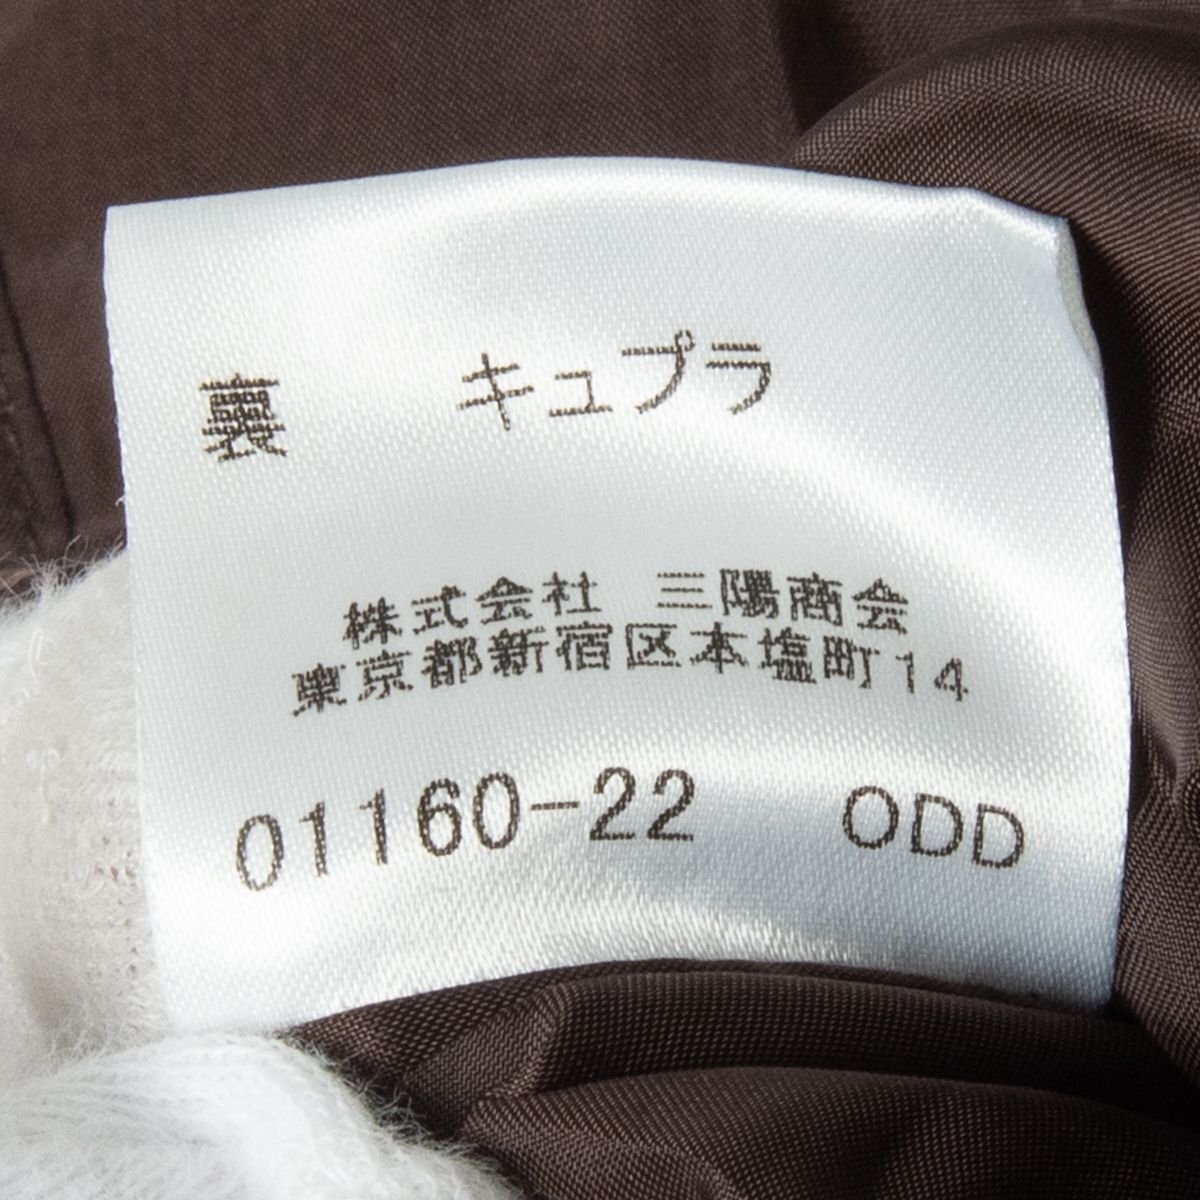 裏 キュプラ
株式会社 三陽商会
東京都新宿区本塩町14
01160-22 ODD